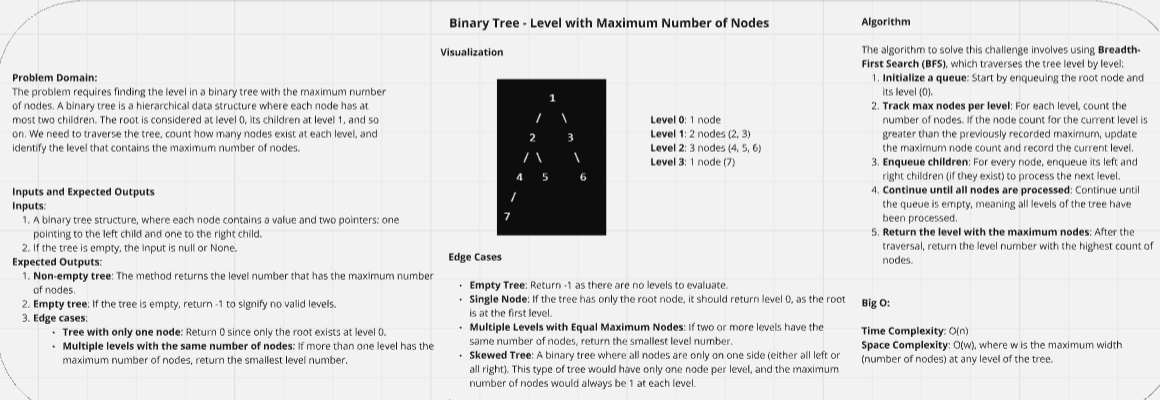 Binary Tree - Level with Maximum Number of Nodes
Problem Domain:
The problem requires finding the level in a binary tree with the maximum number
of nodes. A binary tree is a hierarchical data structure where each node has at
most two children. The root is considered at level 0, its children at level 1, and so
on. We need to traverse the tree, count how many nodes exist at each level, and
identify the level that contains the maximum number of nodes.
Inputs and Expected Outputs
Inputs:
1. A binary tree structure, where each node contains a value and two pointers: one
pointing to the left child and one to the right child.
2. If the tree is empty, the input is null or None.
Expected Outputs:
1. Non-empty tree: The method returns the level number that has the maximum number
of nodes.
2. Empty tree: If the tree is empty, return -1 to signify no valid levels.
3. Edge cases:
• Tree with only one node: Return 0 since only the root exists at level 0.
• Multiple levels with the same number of nodes: If more than one level has the
maximum number of nodes, return the smallest level number.
Visualization
1
/ \
2 3
/ \ \
4 5 6
/
7
Level 0: 1 node
Level 1: 2 nodes (2, 3)
Level 2: 3 nodes (4, 5, 6)
Level 3: 1 node (7)
Edge Cases
• Empty Tree: Return -1 as there are no levels to evaluate.
• Single Node: If the tree has only the root node, it should return level 0, as the root
is at the first level.
• Multiple Levels with Equal Maximum Nodes: If two or more levels have the
same number of nodes, return the smallest level number.
• Skewed Tree: A binary tree where all nodes are only on one side (either all left or
all right). This type of tree would have only one node per level, and the maximum
number of nodes would always be 1 at each level.
Algorithm
The algorithm to solve this challenge involves using Breadth-
First Search (BFS), which traverses the tree level by level:
1. Initialize a queue: Start by enqueuing the root node and
its level (0).
2. Track max nodes per level: For each level, count the
number of nodes. If the node count for the current level is
greater than the previously recorded maximum, update
the maximum node count and record the current level.
3. Enqueue children: For every node, enqueue its left and
right children (if they exist) to process the next level.
4. Continue until all nodes are processed: Continue until
the queue is empty, meaning all levels of the tree have
been processed.
5. Return the level with the maximum nodes: After the
traversal, return the level number with the highest count of
nodes.
Big O:
Time Complexity: O(n)
Space Complexity: O(w), where w is the maximum width
(number of nodes) at any level of the tree.